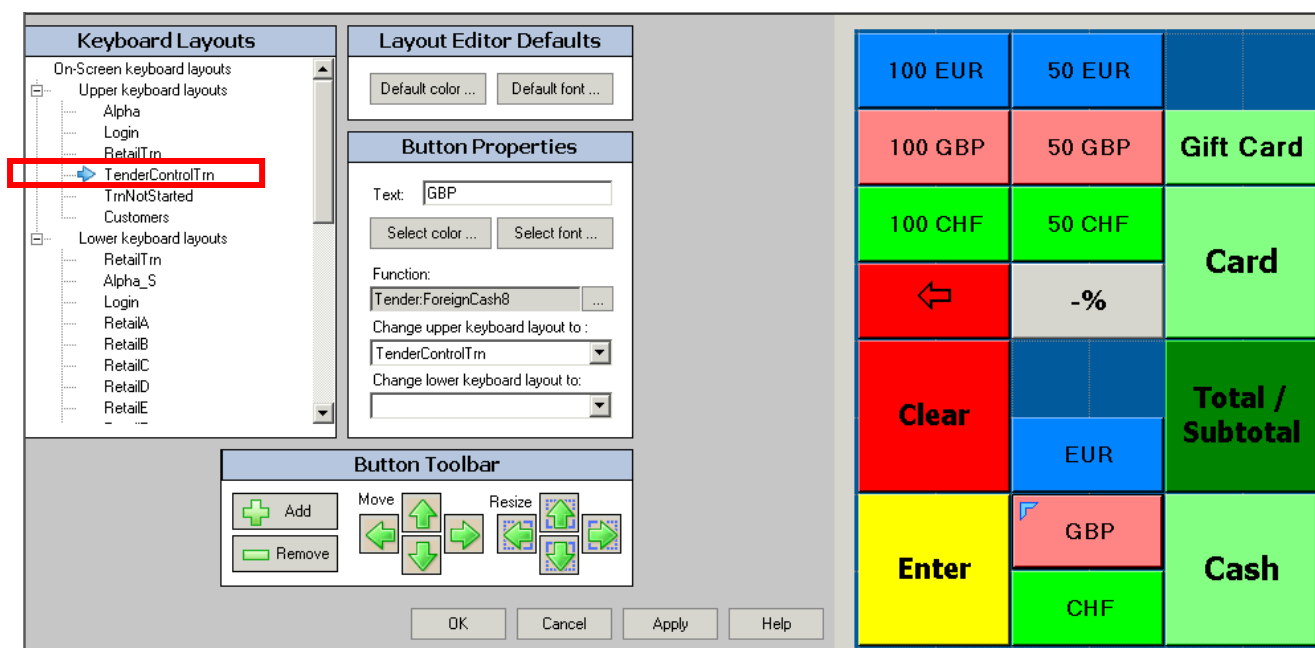 Keyboard Layouts
On-Screen keyboard layouts
Upper keyboard layouts
Alpha
Login
RetailTrn
TenderControlTrn
TrnNotStarted
Customers
Lower keyboard layouts
RetailTrn
Alpha_S
Login
RetailA
RetailB
RetailC
RetailD
RetailE
Layout Editor Defaults
Default color ...
Default font ...
Button Properties
Text: GBP
Select color ...
Select font ...
Function:
Tender:ForeignCash8
...
Change upper keyboard layout to :
TenderControlTrn
Change lower keyboard layout to:
Button Toolbar
Add
Remove
Move
Resize
OK
Cancel
Apply
Help
100 EUR
50 EUR
100 GBP
50 GBP
Gift Card
100 CHF
50 CHF
Card
-%
Clear
Total /
Subtotal
EUR
Enter
GBP
Cash
CHF